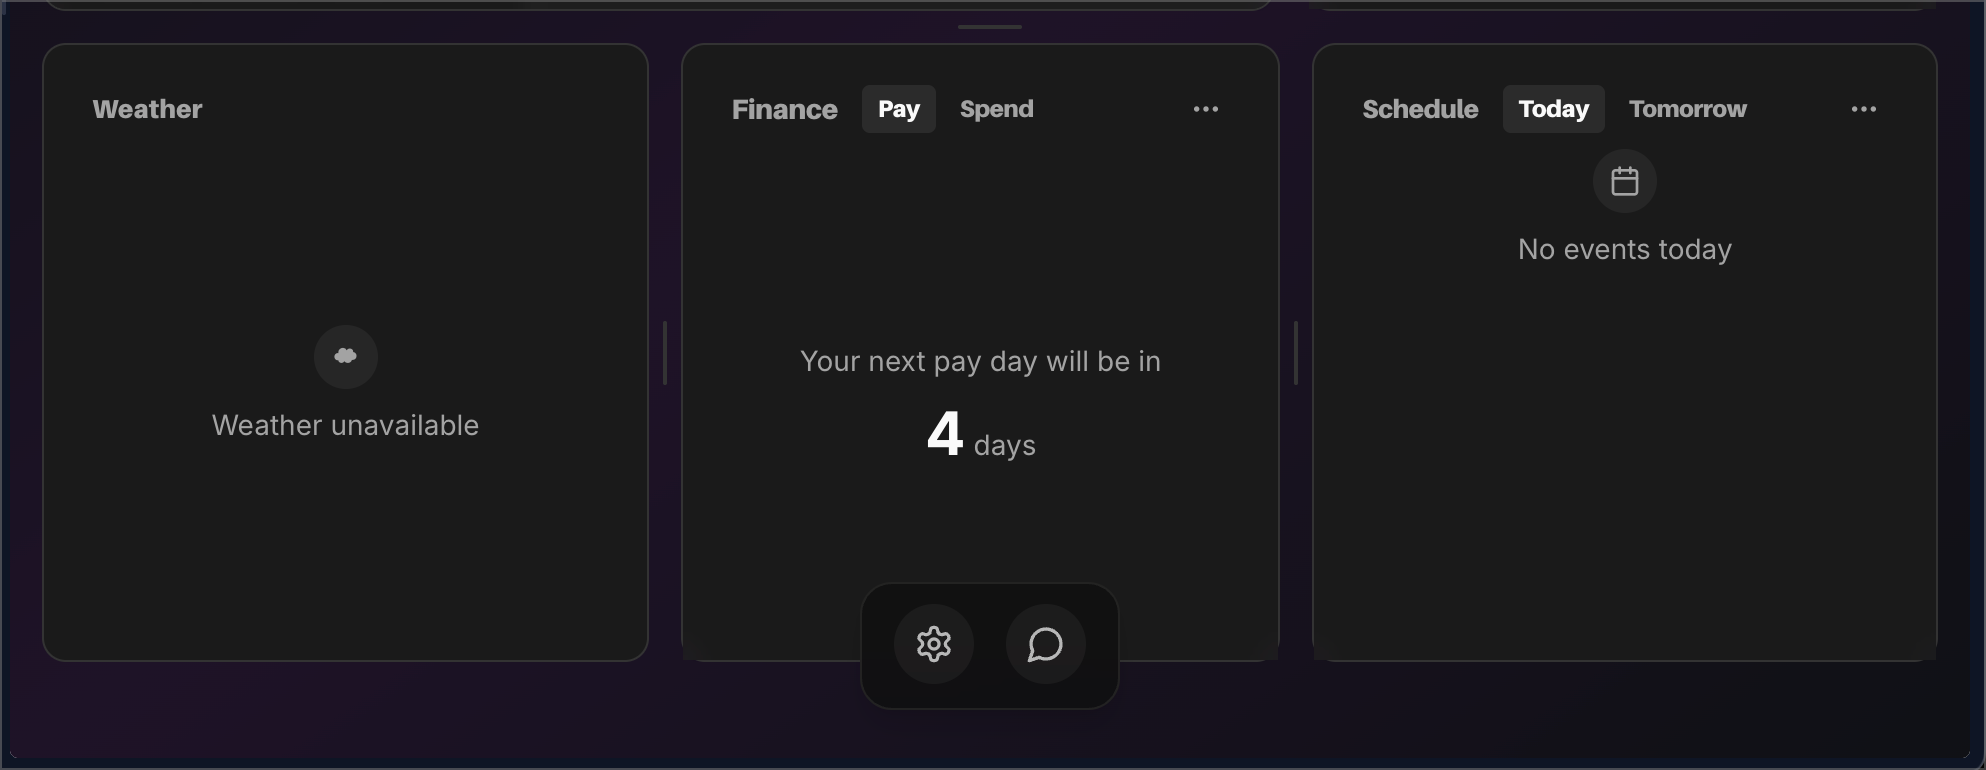 Weather
Weather unavailable
Finance Pay Spend
Your next pay day will be in
4 days
Schedule Today Tomorrow
No events today